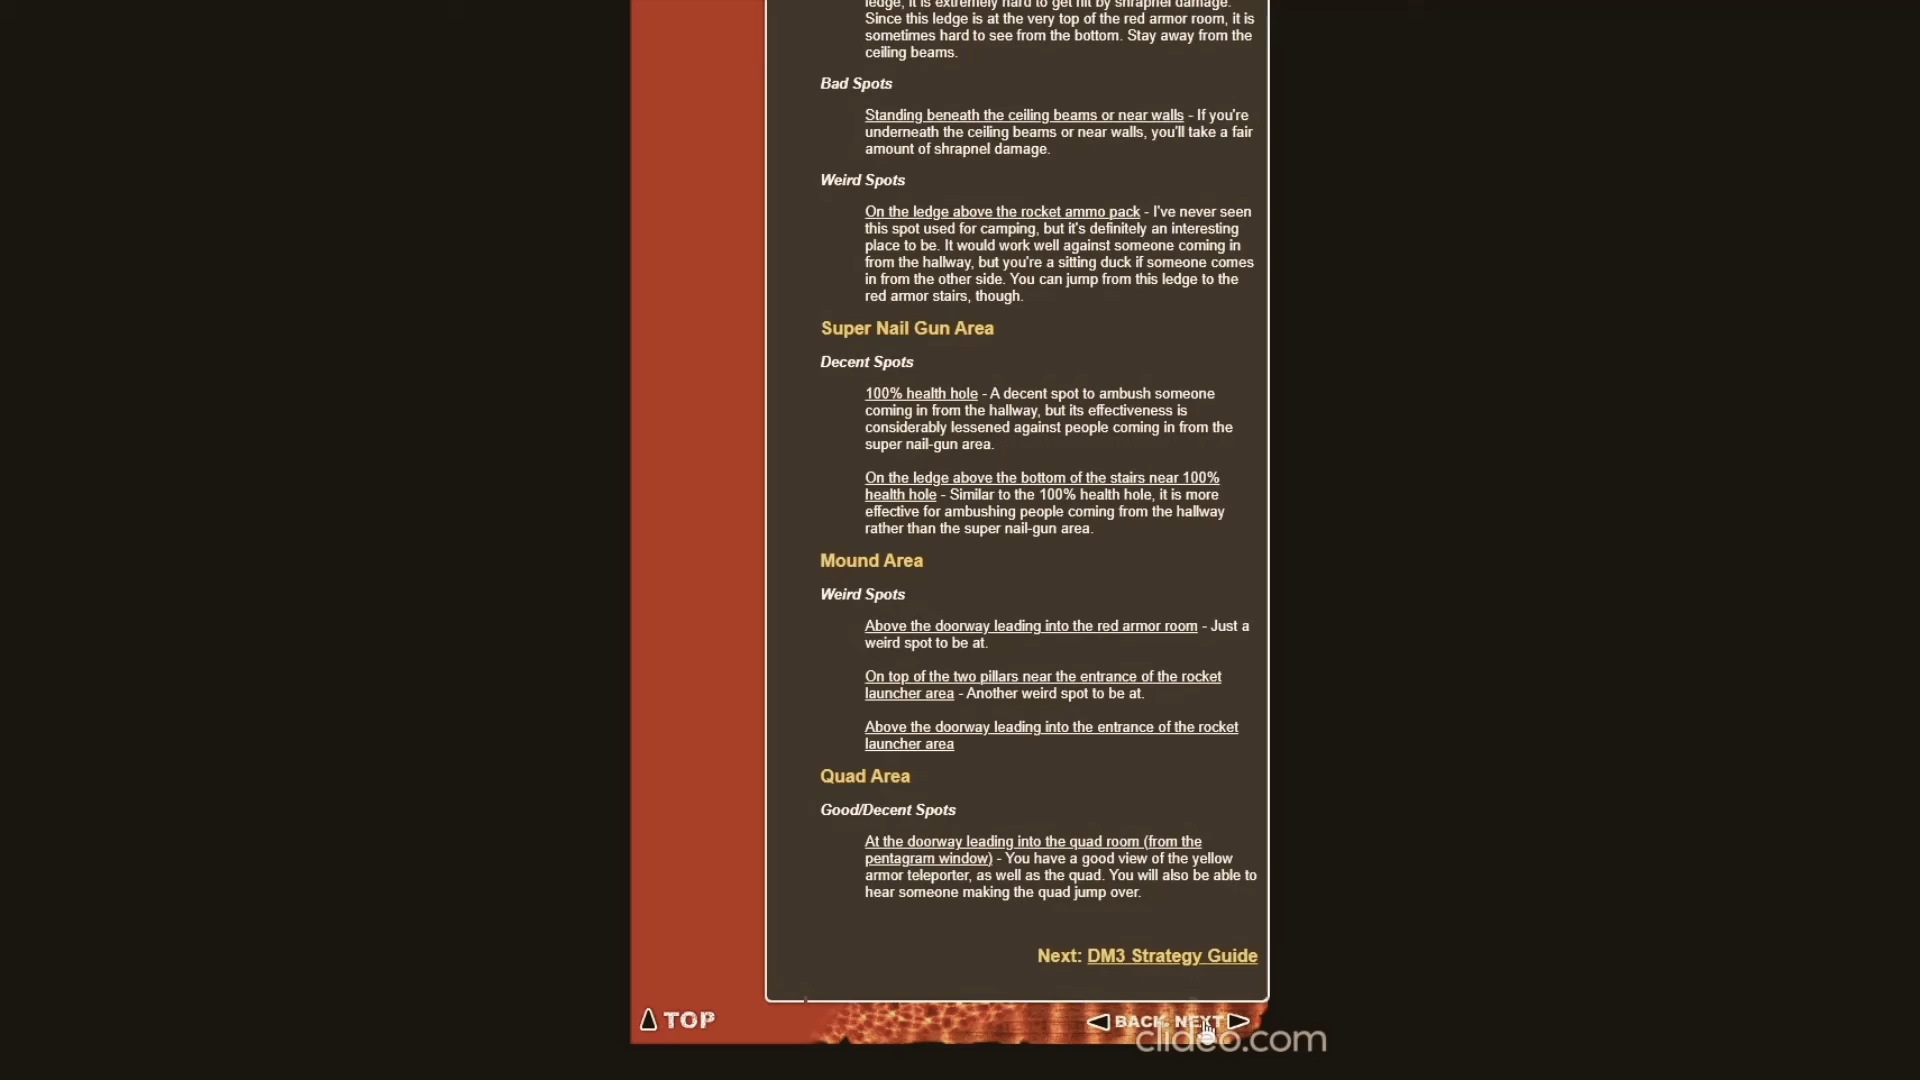 ledge, it is extremely hard to get hit by shrapnel damage.
Since this ledge is at the very top of the red armor room, it is
sometimes hard to see from the bottom. Stay away from the
ceiling beams.
Bad Spots
Standing beneath the ceiling beams or near walls - If you're
underneath the ceiling beams or near walls, you'll take a fair
amount of shrapnel damage.
Weird Spots
On the ledge above the rocket ammo pack - I've never seen
this spot used for camping, but it's definitely an interesting
place to be. It would work well against someone coming in
from the hallway, but you're a sitting duck if someone comes
in from the other side. You can jump from this ledge to the
red armor stairs, though.
Super Nail Gun Area
Decent Spots
100% health hole - A decent spot to ambush someone
coming in from the hallway, but its effectiveness is
considerably lessened against people coming in from the
super nail-gun area.
On the ledge above the bottom of the stairs near 100%
health hole - Similar to the 100% health hole, it is more
effective for ambushing people coming from the hallway
rather than the super nail-gun area.
Mound Area
Weird Spots
Above the doorway leading into the red armor room - Just a
weird spot to be at.
On top of the two pillars near the entrance of the rocket
launcher area - Another weird spot to be at.
Above the doorway leading into the entrance of the rocket
launcher area
Quad Area
Good/Decent Spots
At the doorway leading into the quad room (from the
pentagram window) - You have a good view of the yellow
armor teleporter, as well as the quad. You will also be able to
hear someone making the quad jump over.
Next: DM3 Strategy Guide
TOP
BACK NEXT
clideo.com